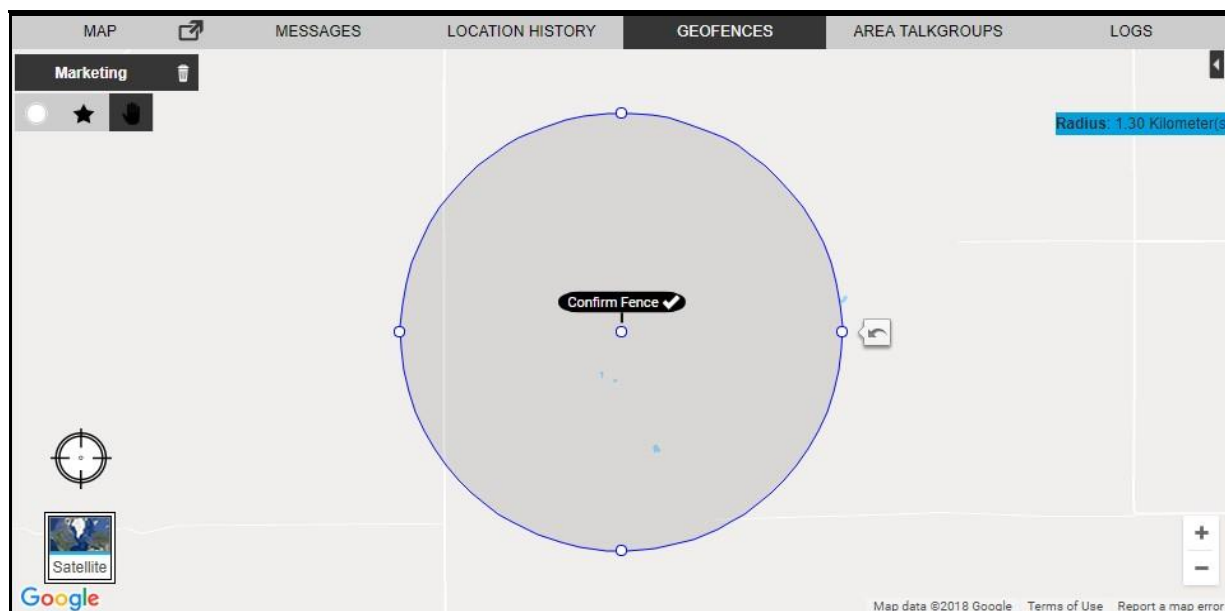 MAP
MESSAGES
LOCATION HISTORY
GEOFENCES
AREA TALKGROUPS
LOGS
Marketing
Radius: 1.30 Kilometer(s
Confirm Fence
Satellite
Google
Map data ©2018 Google
Terms of Use
Report a map error